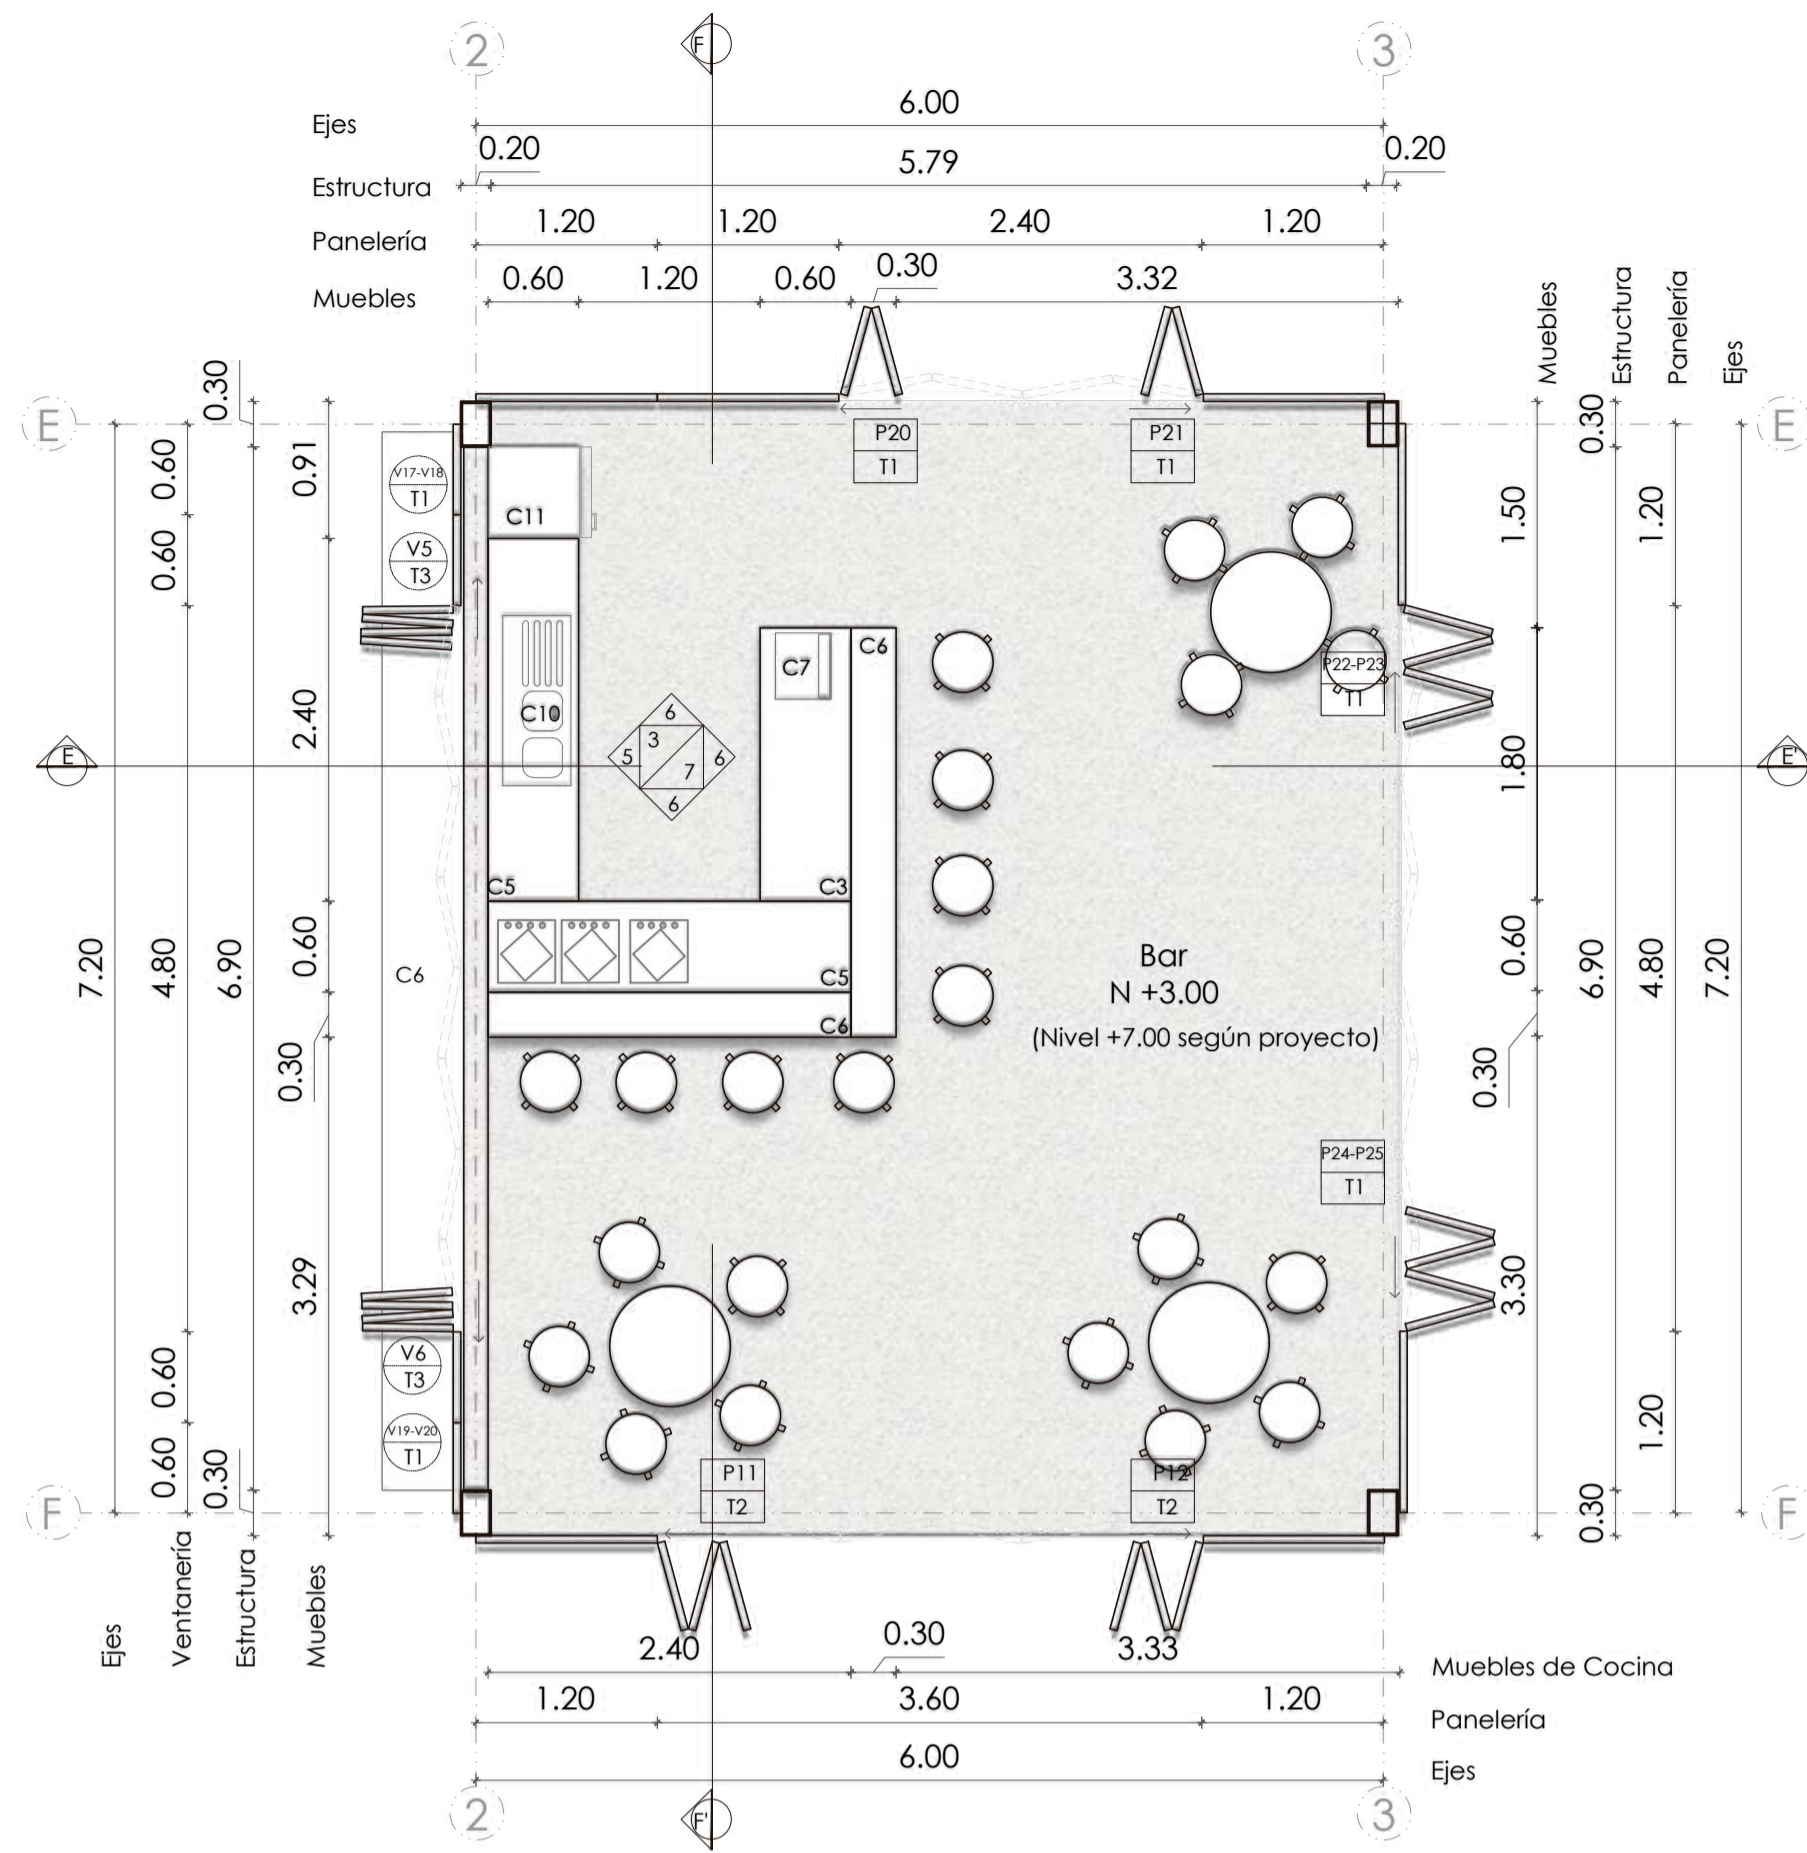 2
F
3
6.00
Ejes
0.20
5.79
0.20
Estructura
1.20
1.20
2.40
1.20
Panelería
0.60
1.20
0.60
0.30
3.32
Muebles
Muebles
Estructura
Panelería
Ejes
0.30
0.30
E
E
0.60
0.91
P20
T1
P21
T1
V17-V18
T1
C11
1.50
1.20
0.60
V5
T3
C7
C6
P22-P23
T1
2.40
C10
6
3
5
6
7
6
E
E'
1.80
C5
C3
7.20
4.80
6.90
0.60
C6
C5
C6
Bar
N +3.00
(Nivel +7.00 según proyecto)
0.60
6.90
4.80
7.20
0.30
0.30
P24-P25
T1
3.29
3.30
0.60
V6
T3
1.20
0.60
0.30
V19-V20
T1
P11
T2
P12
T2
0.30
F
F
Ejes
Ventanería
Estructura
Muebles
2.40
0.30
3.33
Muebles de Cocina
1.20
3.60
1.20
Panelería
6.00
Ejes
2
F'
3